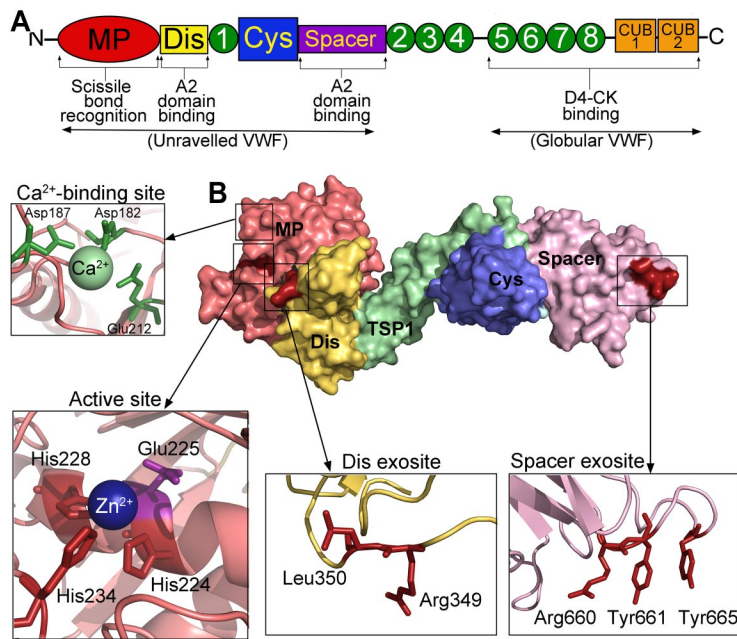 A
N
MP
Dis
1
Cys
Spacer
2
3
4
5
6
7
8
CUB
1
CUB
2
C
Scissile
bond
recognition
A2
domain
binding
A2
domain
binding
D4-CK
binding
(Unravelled VWF)
(Globular VWF)
Ca²⁺-binding site
Asp187
Asp182
Ca²⁺
Glu212
B
MP
Dis
TSP1
Cys
Spacer
Active site
Glu225
His228
Zn²⁺
His234
His224
Dis exosite
Leu350
Arg349
Spacer exosite
Arg660
Tyr661
Tyr665